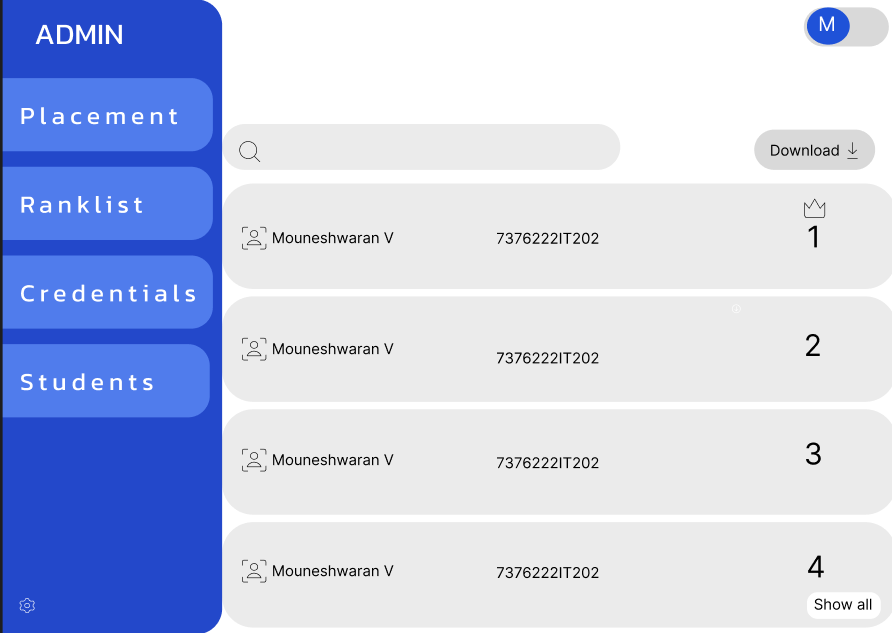 ADMIN
M
Placement
Download
Ranklist
Mouneshwaran V 7376222IT202 1
Credentials
Mouneshwaran V 7376222IT202 2
Students
Mouneshwaran V 7376222IT202 3
Mouneshwaran V 7376222IT202 4
Show all